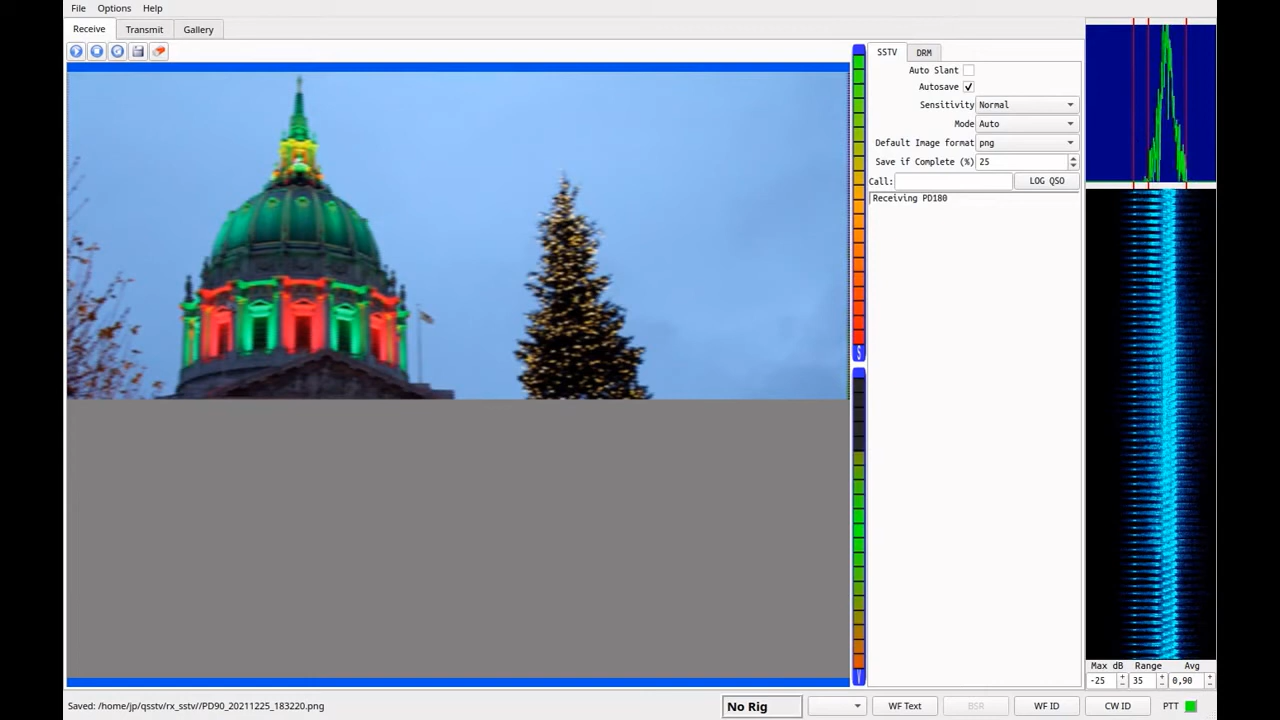 File Options Help
Receive Transmit Gallery
SSTV DRM
Auto Slant
Autosave
Sensitivity Normal
Mode Auto
Default Image format png
Save if Complete (%) 25
Call: LOG QSO
Receiving PD180
S
V
Max dB Range Avg
-25 35 0,90
Saved: /home/jp/qsstv/rx_sstv//PD90_20211225_183220.png No Rig WF Text BSR WF ID CW ID PTT